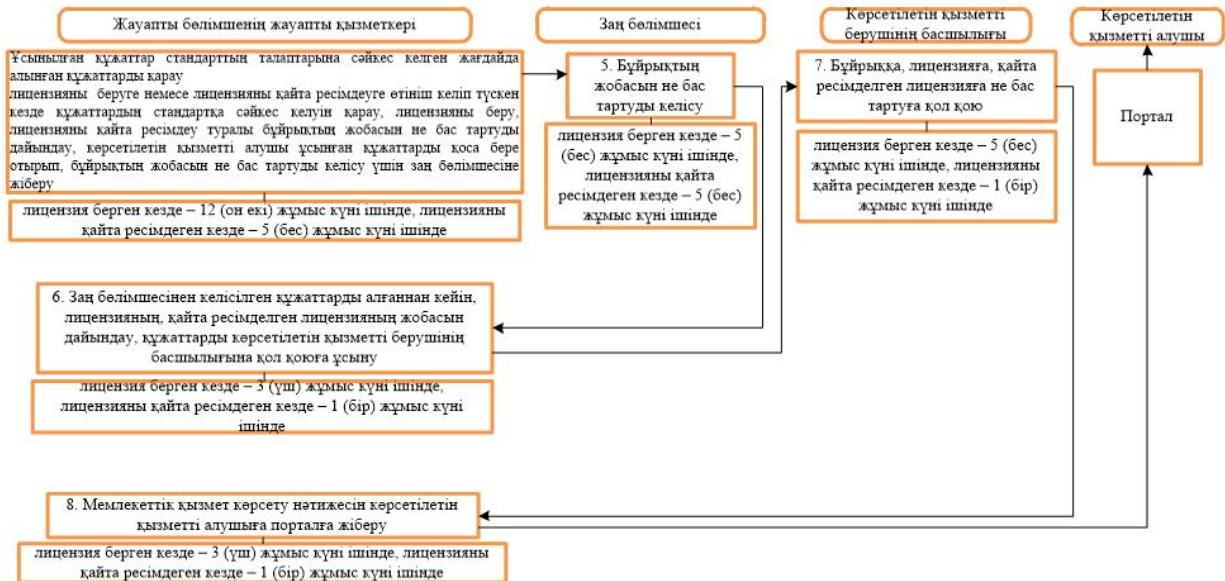 Жауапты бөлімшенің жауапты қызметкері
Заң бөлімшесі
Көрсетілетін қызметті
берушінің басшылығы
Көрсетілетін
қызметті алушы
Ұсынылған құжаттар стандарттың талаптарына сәйкес келген жағдайда
алынған құжаттарды қарау
лицензияны беруге немесе лицензияны қайта ресімдеуге өтініш келіп түскен
кезде құжаттардың стандартқа сәйкес келуін қарау, лицензияны беру,
лицензияны қайта ресімдеу туралы бұйрықтың жобасын не бас тартуды
дайындау, көрсетілетін қызметті алушы ұсынған құжаттарды қоса бере
отырып, бұйрықтың жобасын не бас тартуды келісу үшін заң бөлімшесіне
жіберу
лицензия берген кезде – 12 (он екі) жұмыс күні ішінде, лицензияны
қайта ресімдеген кезде – 5 (бес) жұмыс күні ішінде
5. Бұйрықтың
жобасын не бас
тартуды келісу
лицензия берген кезде – 5
(бес) жұмыс күні ішінде,
лицензияны қайта
ресімдеген кезде – 5 (бес)
жұмыс күні ішінде
7. Бұйрыққа, лицензияға, қайта
ресімделген лицензияға не бас
тартуға қол қою
лицензия берген кезде – 5 (бес)
жұмыс күні ішінде, лицензияны
қайта ресімдеген кезде – 1 (бір)
жұмыс күні ішінде
Портал
6. Заң бөлімшесінен келісілген құжаттарды алғаннан кейін,
лицензияның, қайта ресімделген лицензияның жобасын
дайындау, құжаттарды көрсетілетін қызметті берушінің
басшылығына қол қоюға ұсыну
лицензия берген кезде – 3 (үш) жұмыс күні ішінде,
лицензияны қайта ресімдеген кезде – 1 (бір) жұмыс күні
ішінде
8. Мемлекеттік қызмет көрсету нәтижесін көрсетілетін
қызметті алушыға порталға жіберу
лицензия берген кезде – 3 (үш) жұмыс күні ішінде, лицензияны
қайта ресімдеген кезде – 1 (бір) жұмыс күні ішінде